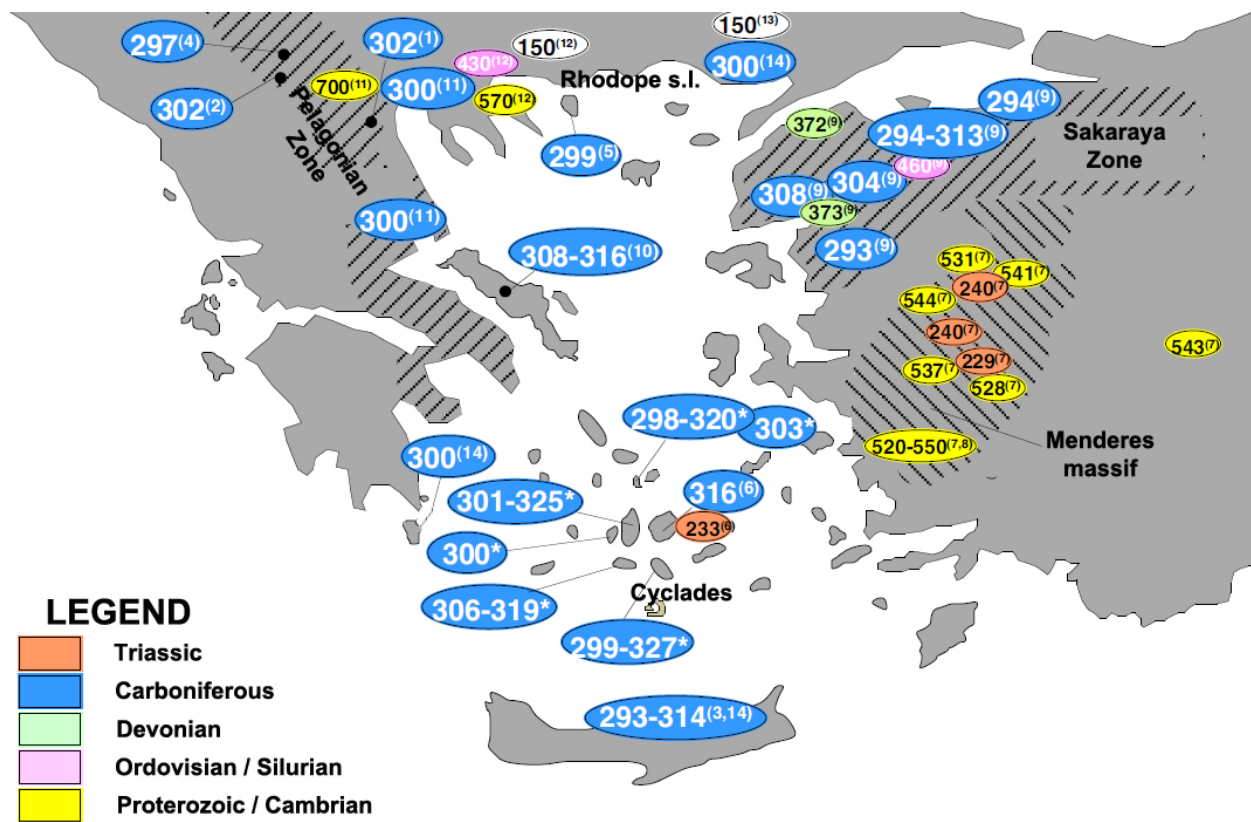 150(13)
297(4)
302(1)
150(12)
430(12)
300(14)
Rhodope s.l.
700(11)
300(11)
570(12)
294(9)
302(2)
Pelagonian
Zone
372(9)
294-313(9)
Sakaraya
Zone
299(5)
460(9)
304(9)
308(9)
373(9)
300(11)
293(9)
308-316(10)
531(7)
541(7)
240(7)
544(7)
240(7)
543(7)
229(7)
537(7)
528(7)
298-320*
303*
520-550(7,8)
Menderes
massif
300(14)
301-325*
316(6)
233(6)
300*
Cyclades
306-319*
299-327*
293-314(3,14)
LEGEND
Triassic
Carboniferous
Devonian
Ordovisian / Silurian
Proterozoic / Cambrian